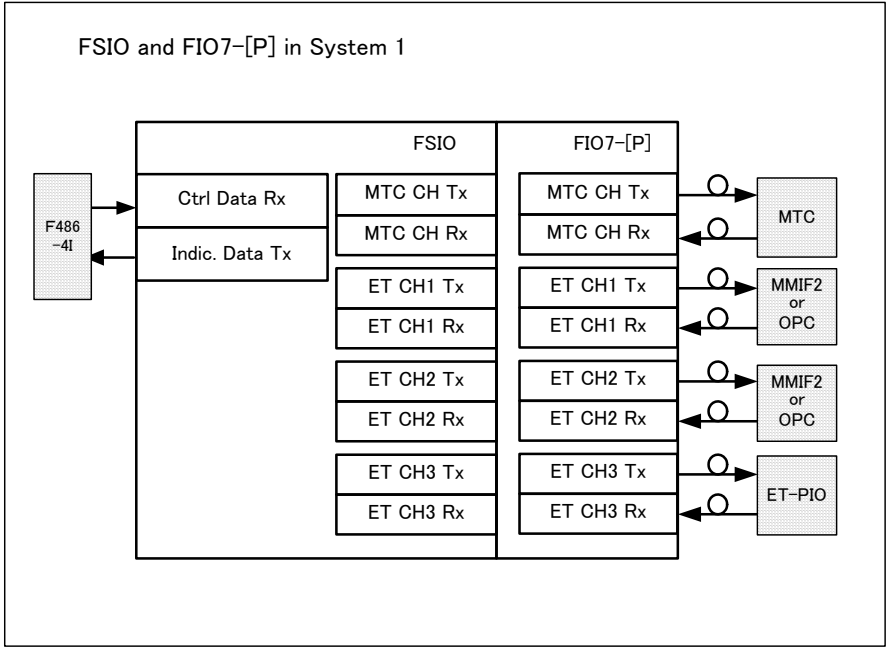 FSIO and FIO7-[P] in System 1
FSIO
FIO7-[P]
F486
-4I
Ctrl Data Rx
Indic. Data Tx
MTC CH Tx
MTC CH Rx
ET CH1 Tx
ET CH1 Rx
ET CH2 Tx
ET CH2 Rx
ET CH3 Tx
ET CH3 Rx
MTC CH Tx
MTC CH Rx
ET CH1 Tx
ET CH1 Rx
ET CH2 Tx
ET CH2 Rx
ET CH3 Tx
ET CH3 Rx
MTC
MMIF2
or
OPC
MMIF2
or
OPC
ET-PIO